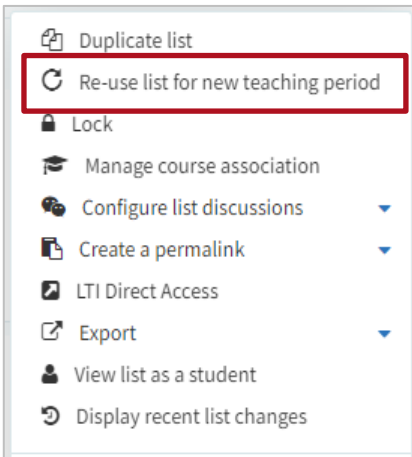 Duplicate list
Re-use list for new teaching period
Lock
Manage course association
Configure list discussions
Create a permalink
LTI Direct Access
Export
View list as a student
Display recent list changes